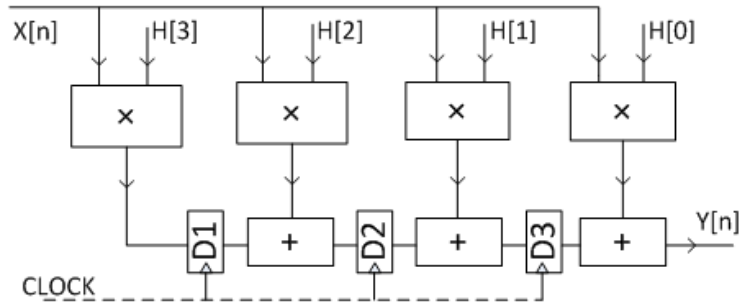 X[n] H[3] H[2] H[1] H[0]
× × × ×
D1 + D2 + D3 + Y[n]
CLOCK